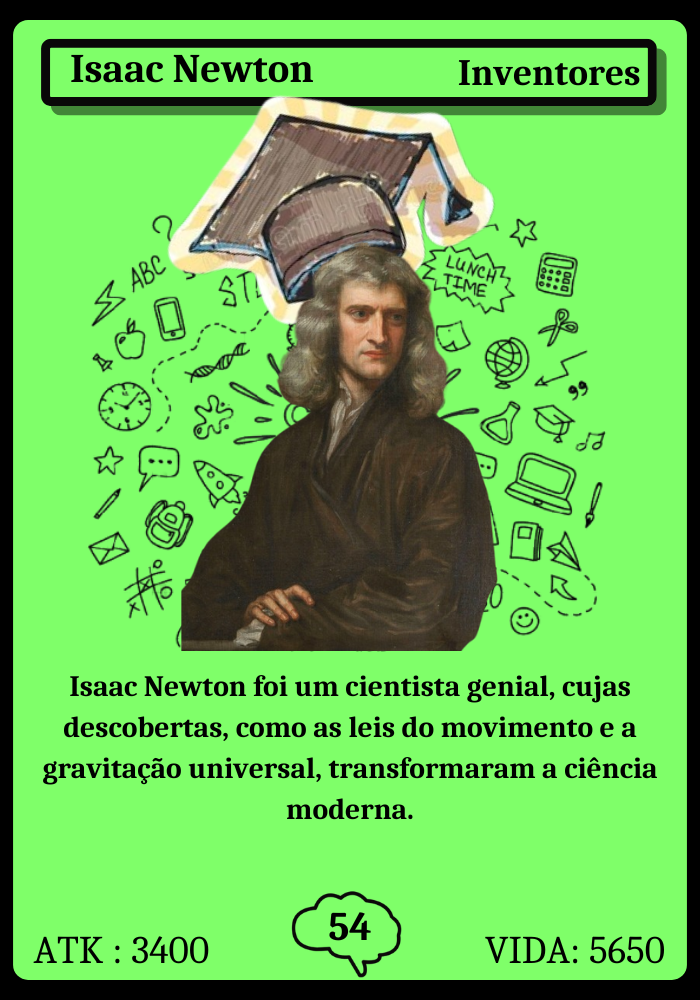 Isaac Newton
Inventores
ABC
LUNCH
TIME
Isaac Newton foi um cientista genial, cujas
descobertas, como as leis do movimento e a
gravitação universal, transformaram a ciência
moderna.
54
ATK : 3400
VIDA: 5650